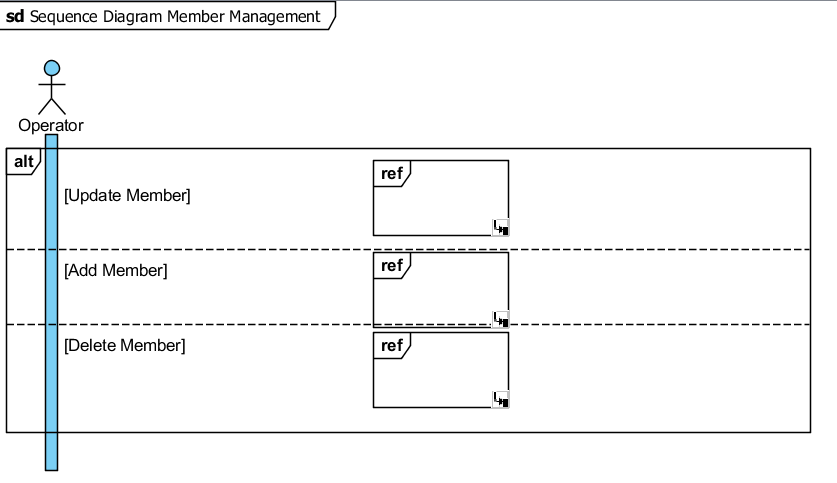 sd Sequence Diagram Member Management
Operator
alt
ref
[Update Member]
ref
[Add Member]
ref
[Delete Member]